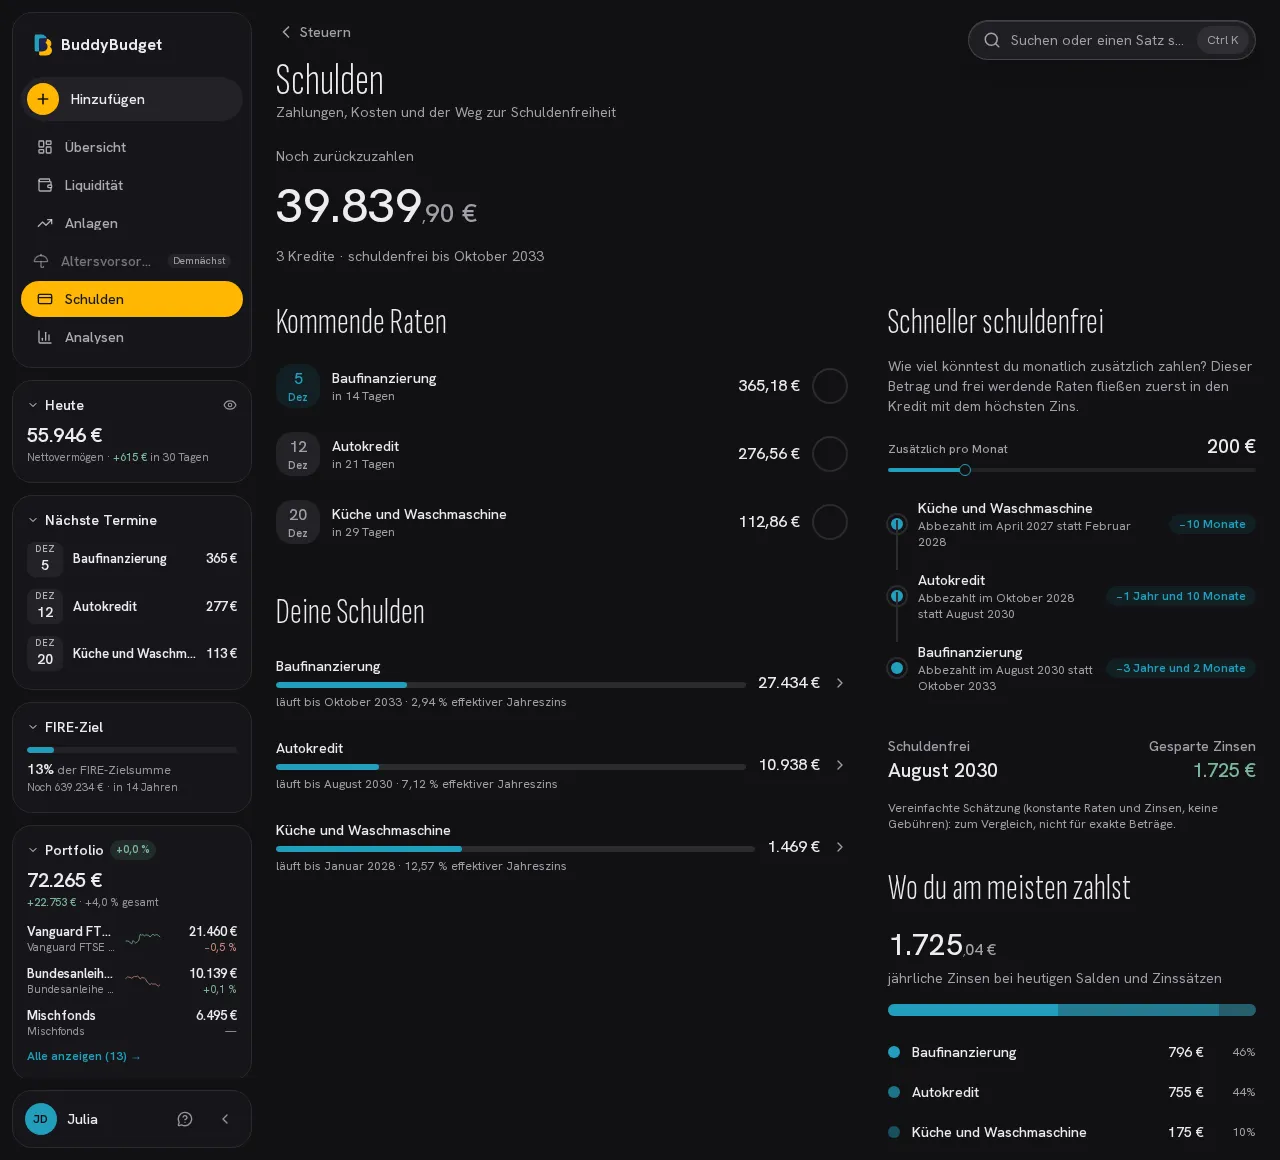 BuddyBudget
Hinzufügen
Übersicht
Liquidität
Anlagen
Altersvorsor... Demnächst
Schulden
Analysen
Heute
55.946 €
Nettovermögen · +615 € in 30 Tagen
Nächste Termine
DEZ
5
Baufinanzierung 365 €
DEZ
12
Autokredit 277 €
DEZ
20
Küche und Waschm... 113 €
FIRE-Ziel
13% der FIRE-Zielsumme
Noch 639.234 € · in 14 Jahren
Portfolio +0,0 %
72.265 €
+22.753 € · +4,0 % gesamt
Vanguard FT... 21.460 €
Vanguard FTSE ... -0,5 %
Bundesanleih... 10.139 €
Bundesanleihe ... +0,1 %
Mischfonds 6.495 €
Mischfonds —
Alle anzeigen (13) →
JD Julia
Steuern
Suchen oder einen Satz s... Ctrl K
Schulden
Zahlungen, Kosten und der Weg zur Schuldenfreiheit
Noch zurückzuzahlen
39.839,90 €
3 Kredite · schuldenfrei bis Oktober 2033
Kommende Raten
5
Dez
Baufinanzierung
in 14 Tagen
365,18 €
12
Dez
Autokredit
in 21 Tagen
276,56 €
20
Dez
Küche und Waschmaschine
in 29 Tagen
112,86 €
Deine Schulden
Baufinanzierung
27.434 €
läuft bis Oktober 2033 · 2,94 % effektiver Jahreszins
Autokredit
10.938 €
läuft bis August 2030 · 7,12 % effektiver Jahreszins
Küche und Waschmaschine
1.469 €
läuft bis Januar 2028 · 12,57 % effektiver Jahreszins
Schneller schuldenfrei
Wie viel könntest du monatlich zusätzlich zahlen? Dieser
Betrag und frei werdende Raten fließen zuerst in den
Kredit mit dem höchsten Zins.
Zusätzlich pro Monat 200 €
Küche und Waschmaschine
Abbezahlt im April 2027 statt Februar
2028
-10 Monate
Autokredit
Abbezahlt im Oktober 2028
statt August 2030
-1 Jahr und 10 Monate
Baufinanzierung
Abbezahlt im August 2030 statt
Oktober 2033
-3 Jahre und 2 Monate
Schuldenfrei Gesparte Zinsen
August 2030 1.725 €
Vereinfachte Schätzung (konstante Raten und Zinsen, keine
Gebühren): zum Vergleich, nicht für exakte Beträge.
Wo du am meisten zahlst
1.725,04 €
jährliche Zinsen bei heutigen Salden und Zinssätzen
Baufinanzierung 796 € 46%
Autokredit 755 € 44%
Küche und Waschmaschine 175 € 10%